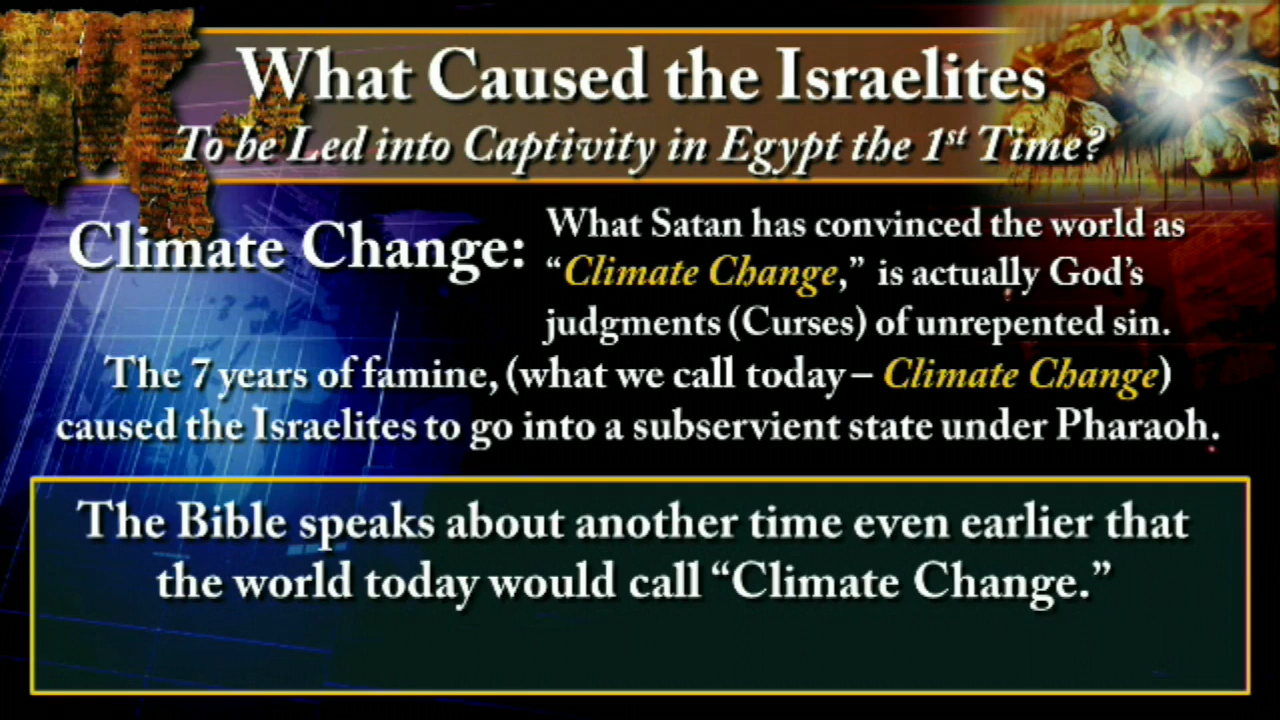 What Caused the Israelites
To be Led into Captivity in Egypt the 1st Time?
Climate Change:
What Satan has convinced the world as
“Climate Change,” is actually God’s
judgments (Curses) of unrepented sin.
The 7 years of famine, (what we call today– Climate Change)
caused the Israelites to go into a subservient state under Pharaoh.
The Bible speaks about another time even earlier that
the world today would call “Climate Change.”